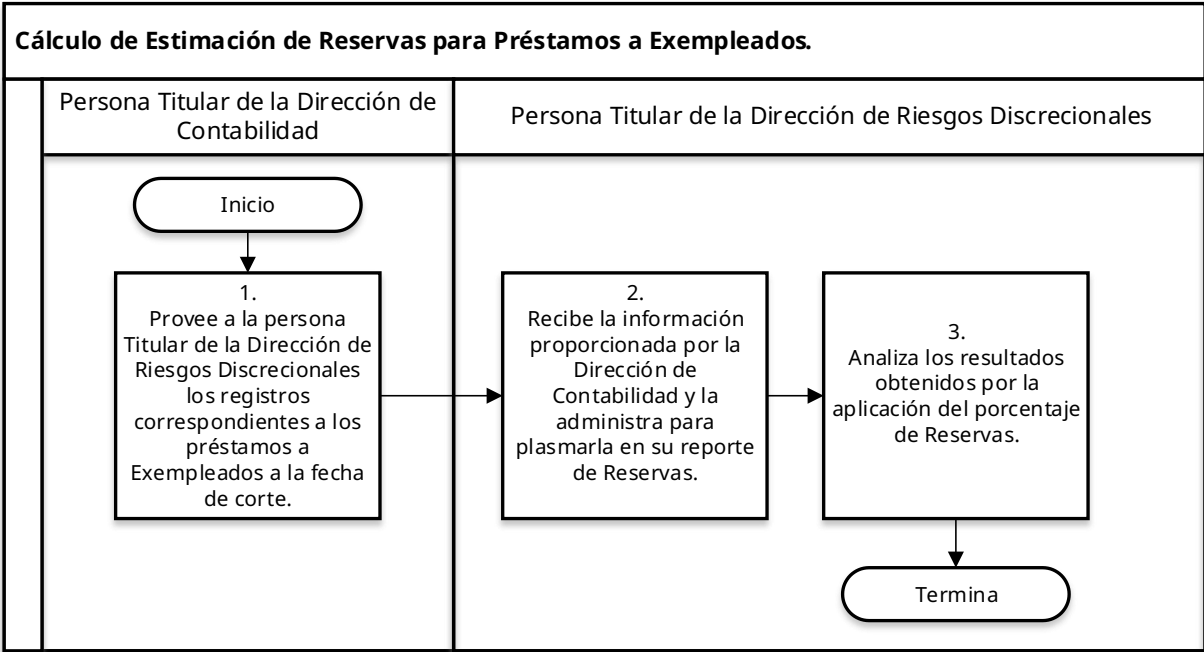 Cálculo de Estimación de Reservas para Préstamos a Exempleados.
Persona Titular de la Dirección de
Contabilidad
Persona Titular de la Dirección de Riesgos Discrecionales
Inicio
1.
Provee a la persona
Titular de la Dirección de
Riesgos Discrecionales
los registros
correspondientes a los
préstamos a
Exempleados a la fecha
de corte.
2.
Recibe la información
proporcionada por la
Dirección de
Contabilidad y la
administra para
plasmarla en su reporte
de Reservas.
3.
Analiza los resultados
obtenidos por la
aplicación del porcentaje
de Reservas.
Termina